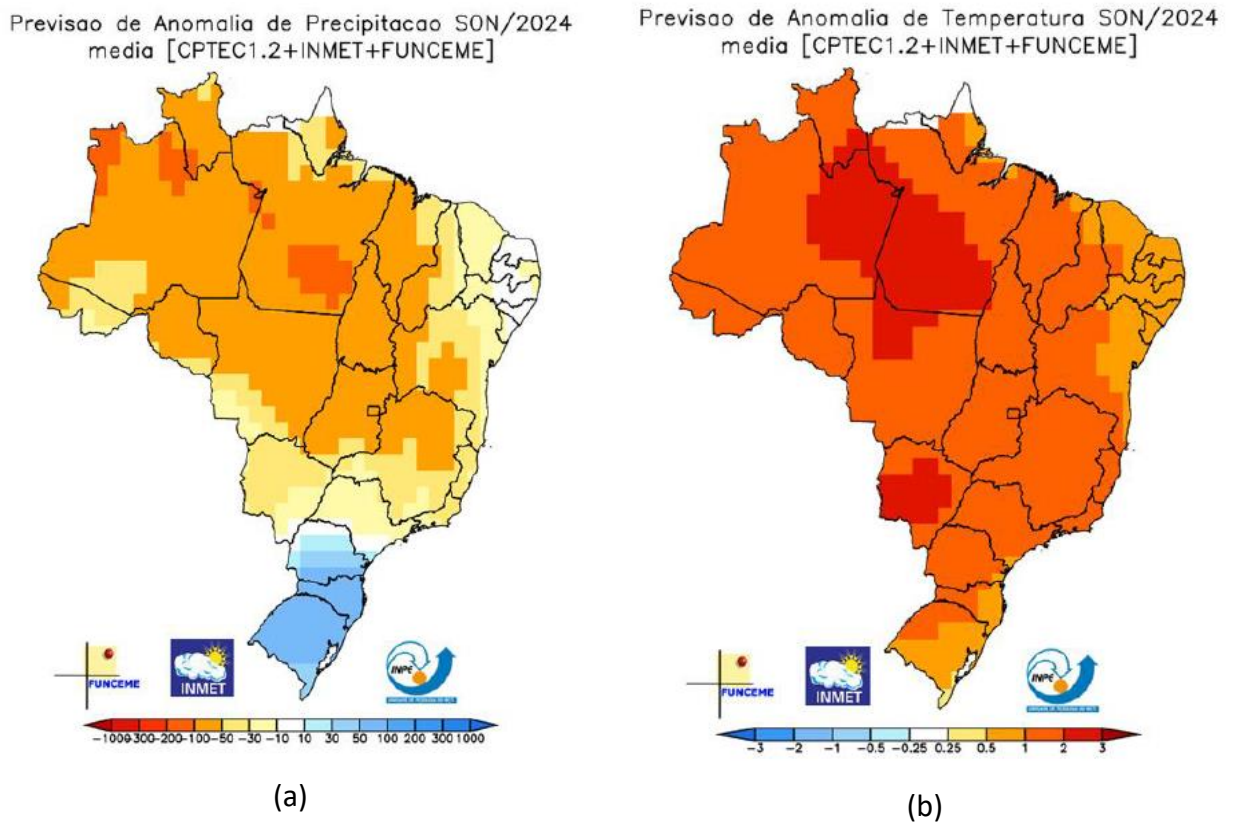 Previsao de Anomalia de Precipitacao SON/2024
media [CPTEC1.2+INMET+FUNCEME]
FUNCEME
INMET
INPE
-1000-300-200-100 -50 -30 -10 10 30 50 100 200 300 1000
(a)
Previsao de Anomalia de Temperatura SON/2024
media [CPTEC1.2+INMET+FUNCEME]
FUNCEME
INMET
INPE
-3 -2 -1 -0.5 -0.25 0.25 0.5 1 2 3
(b)